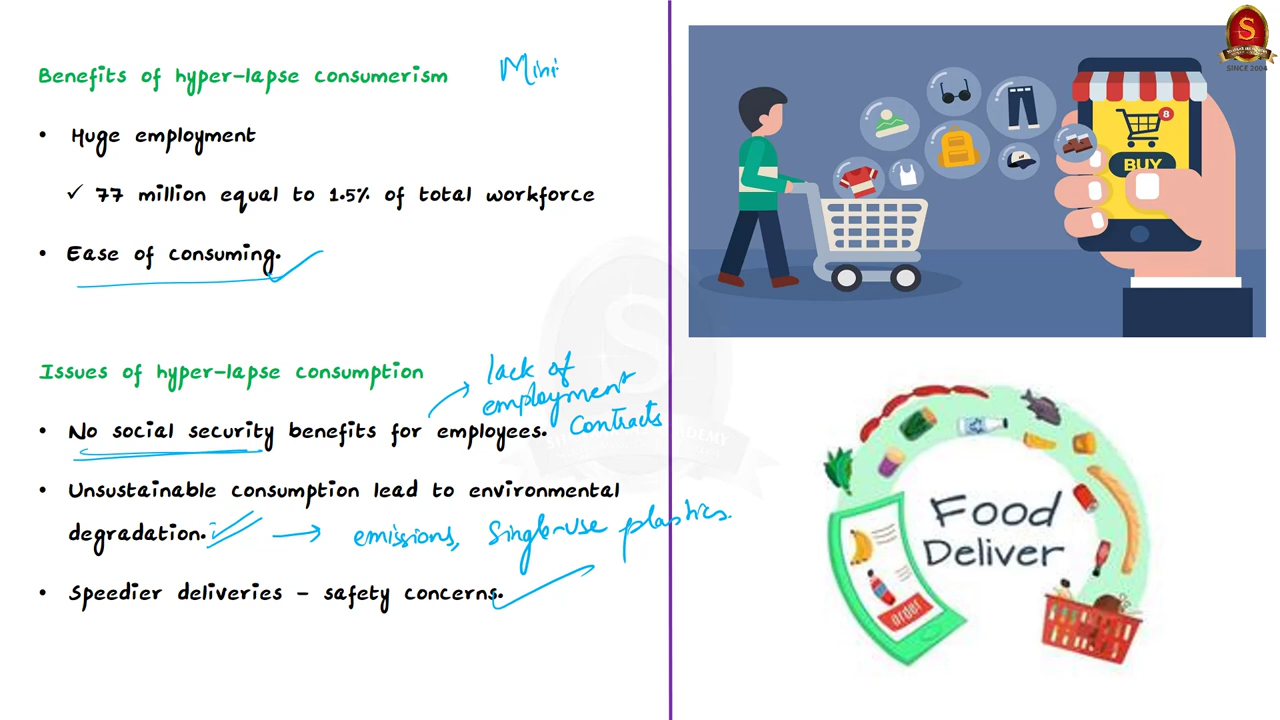 Benefits of hyper-lapse consumerism
Mini
• Huge employment
✓ 77 million equal to 1.5% of total workforce
• Ease of consuming.
Issues of hyper-lapse consumption
lack of
employment
contracts
• No social security benefits for employees.
• Unsustainable consumption lead to environmental
degradation.
→ emissions, Single-use plastics.
• Speedier deliveries – safety concerns.
S
SINCE 2004
8
BUY
Food
Deliver
order